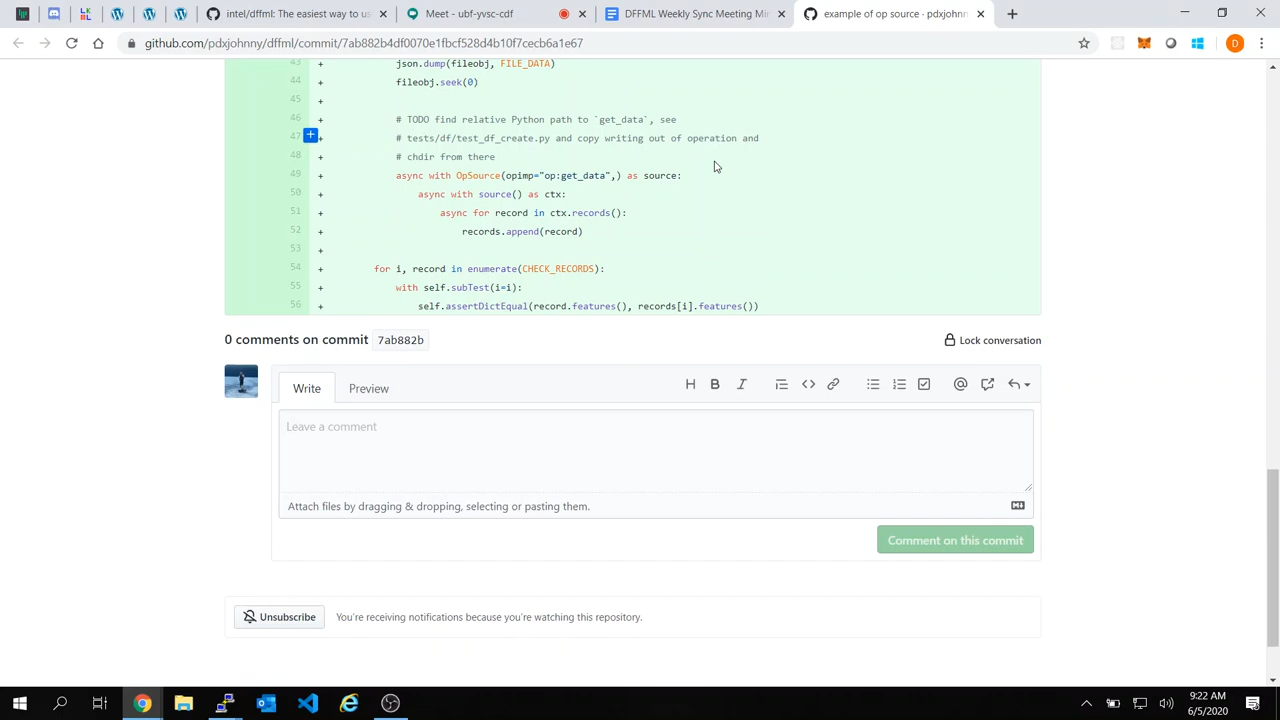 intel/dffml: The easiest way to us
Meet - ubf-yvsc-cdf
DFFML Weekly Sync Meeting Min
example of op source · pdxjohnn
github.com/pdxjohnny/dffml/commit/7ab882b4df0070e1fbcf528d4b10f7cecb6a1e67
D
43 + json.dump(fileobj, FILE_DATA)
44 + fileobj.seek(0)
45 +
46 + # TODO find relative Python path to `get_data`, see
47 + # tests/df/test_df_create.py and copy writing out of operation and
48 + # chdir from there
49 + async with OpSource(opimp="op:get_data",) as source:
50 + async with source() as ctx:
51 + async for record in ctx.records():
52 + records.append(record)
53 +
54 + for i, record in enumerate(CHECK_RECORDS):
55 + with self.subTest(i=i):
56 + self.assertDictEqual(record.features(), records[i].features())
0 comments on commit 7ab882b
Lock conversation
Write
Preview
Leave a comment
Attach files by dragging & dropping, selecting or pasting them.
Comment on this commit
Unsubscribe
You're receiving notifications because you're watching this repository.
9:22 AM
6/5/2020